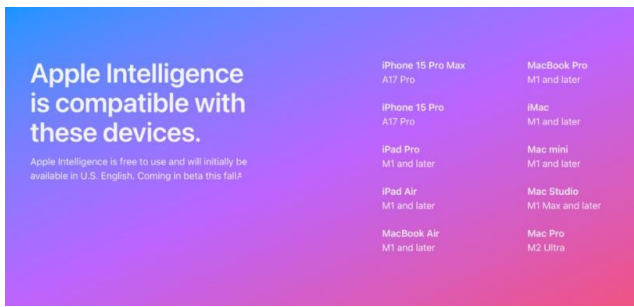 Apple Intelligence
is compatible with
these devices.
Apple Intelligence is free to use and will initially be
available in U.S. English. Coming in beta this fall.
iPhone 15 Pro Max
A17 Pro
iPhone 15 Pro
A17 Pro
iPad Pro
M1 and later
iPad Air
M1 and later
MacBook Air
M1 and later
MacBook Pro
M1 and later
iMac
M1 and later
Mac mini
M1 and later
Mac Studio
M1 Max and later
Mac Pro
M2 Ultra